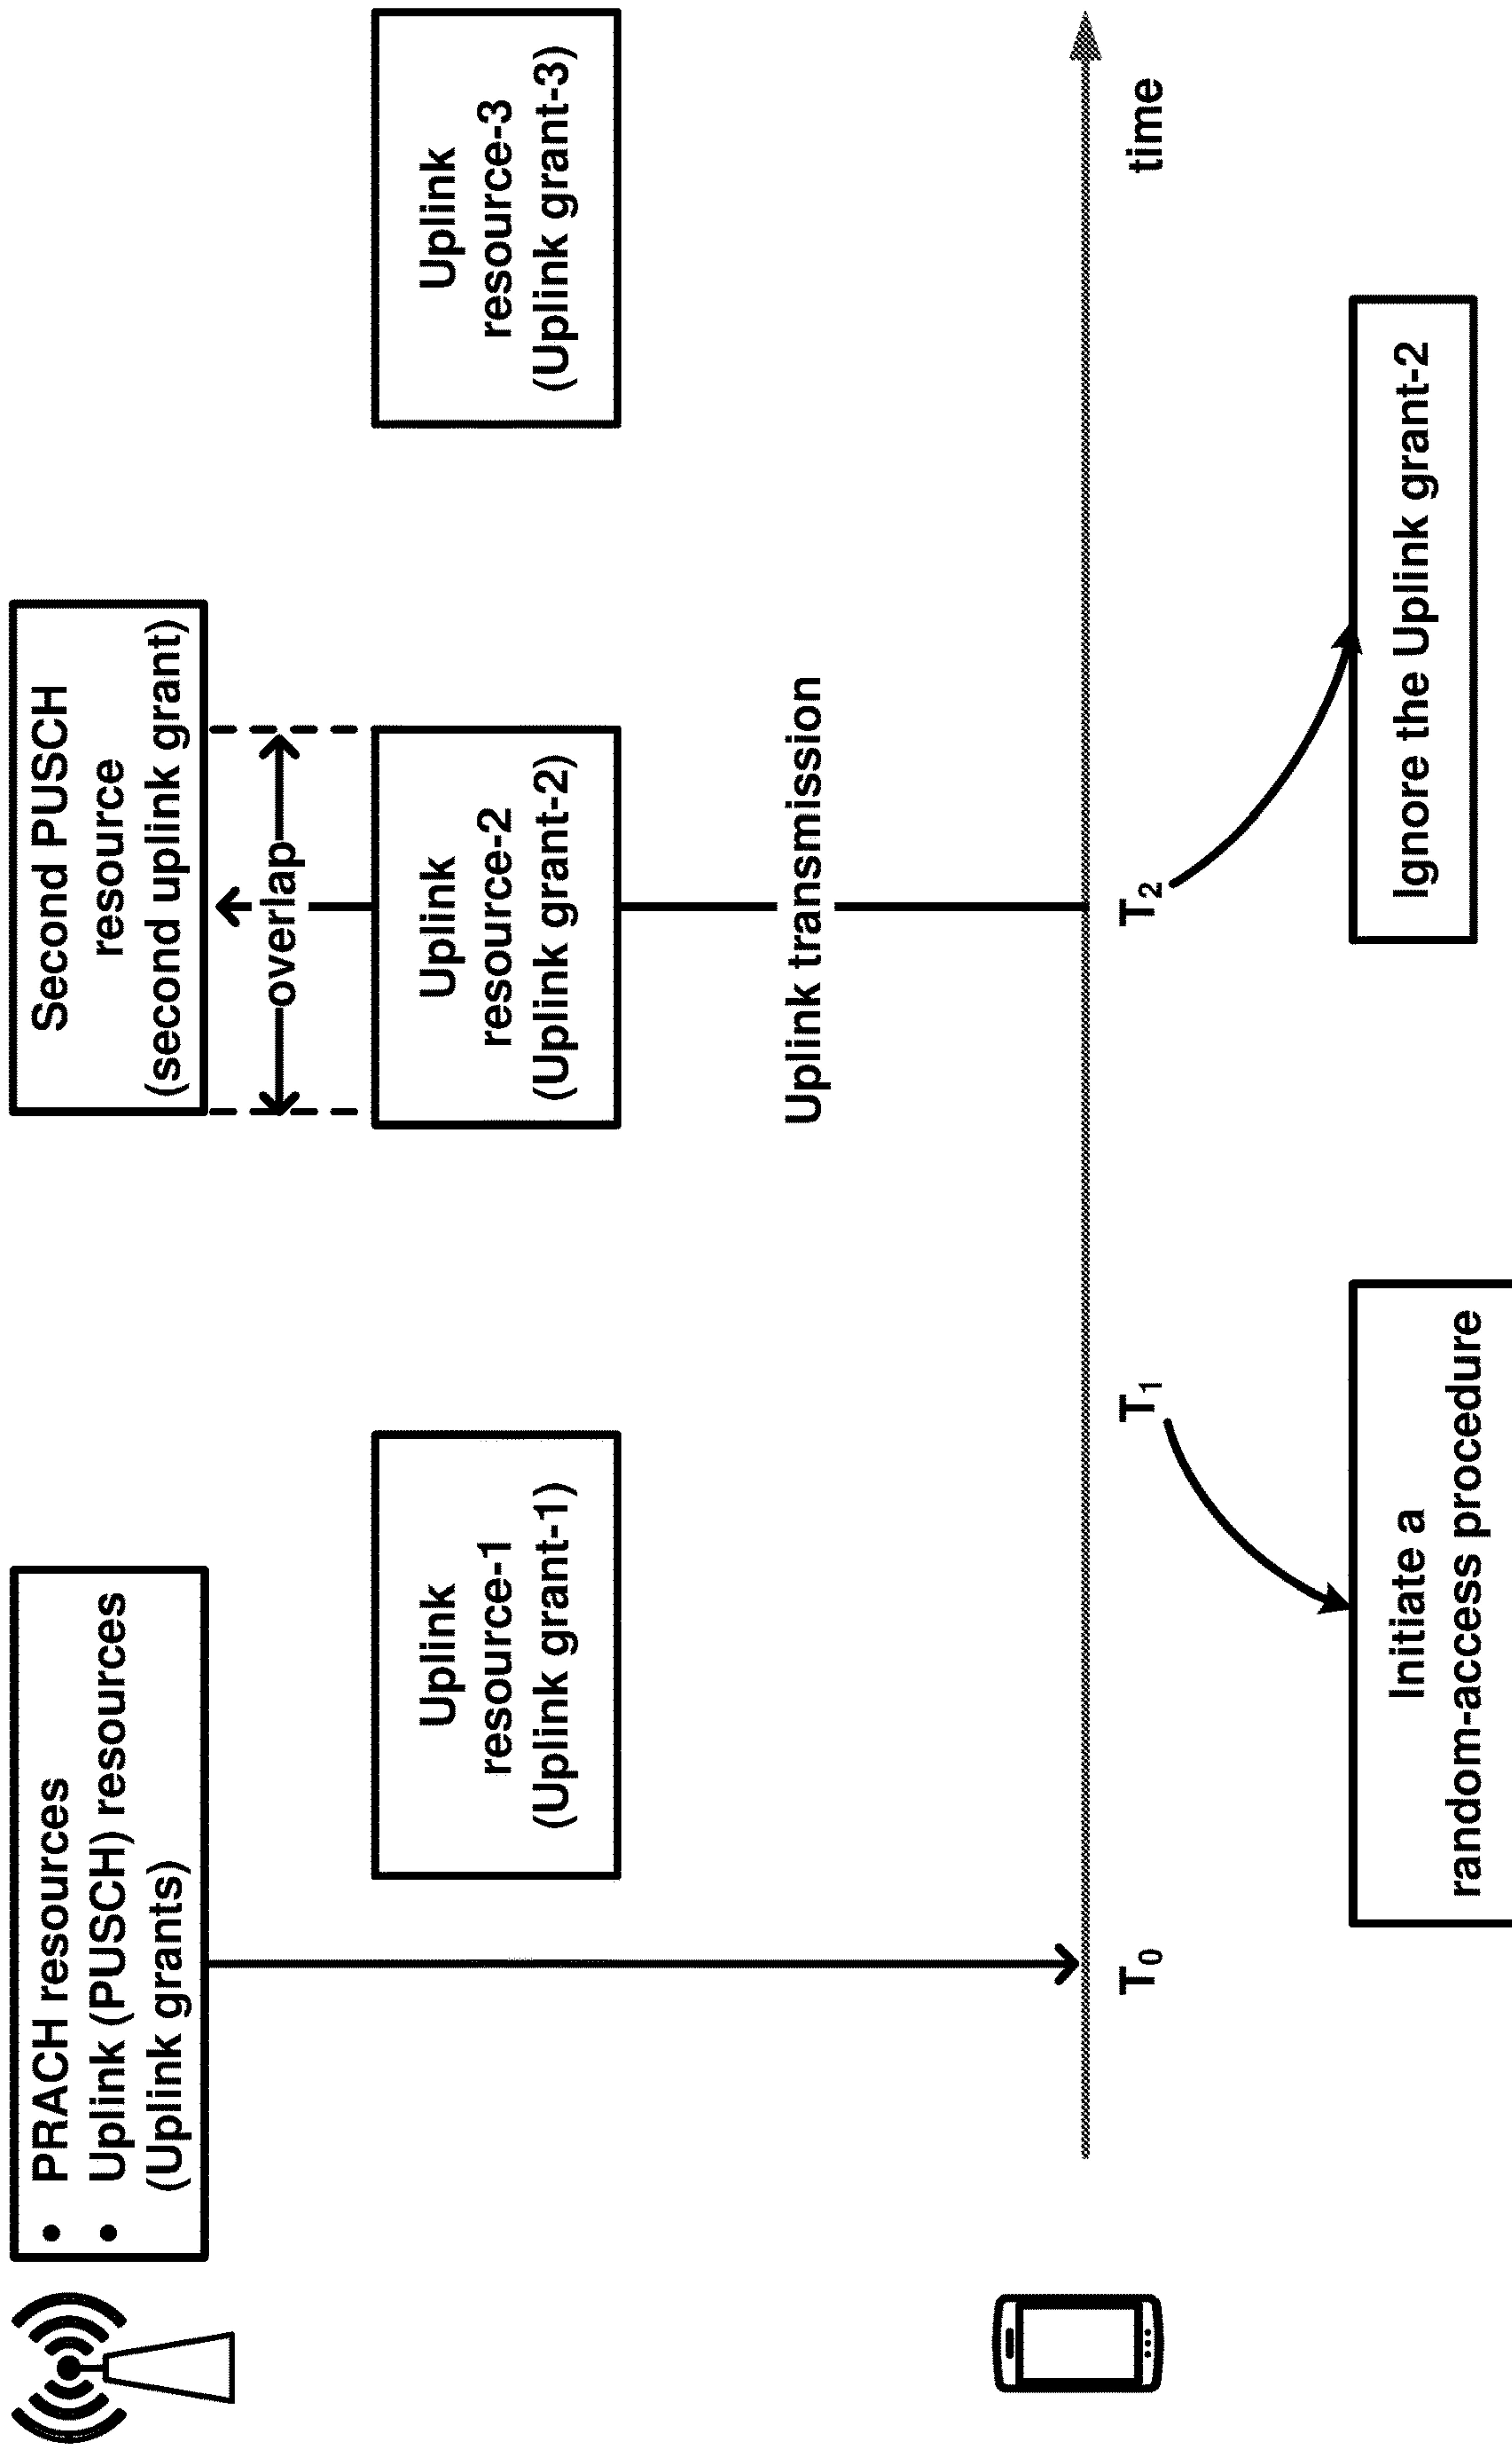 • PRACH resources
• Uplink (PUSCH) resources
(Uplink grants)
Second PUSCH
resource
(second uplink grant)
overlap
Uplink
resource-1
(Uplink grant-1)
Uplink
resource-2
(Uplink grant-2)
Uplink
resource-3
(Uplink grant-3)
Uplink transmission
T0
T1
T2
time
Initiate a
random-access procedure
Ignore the Uplink grant-2